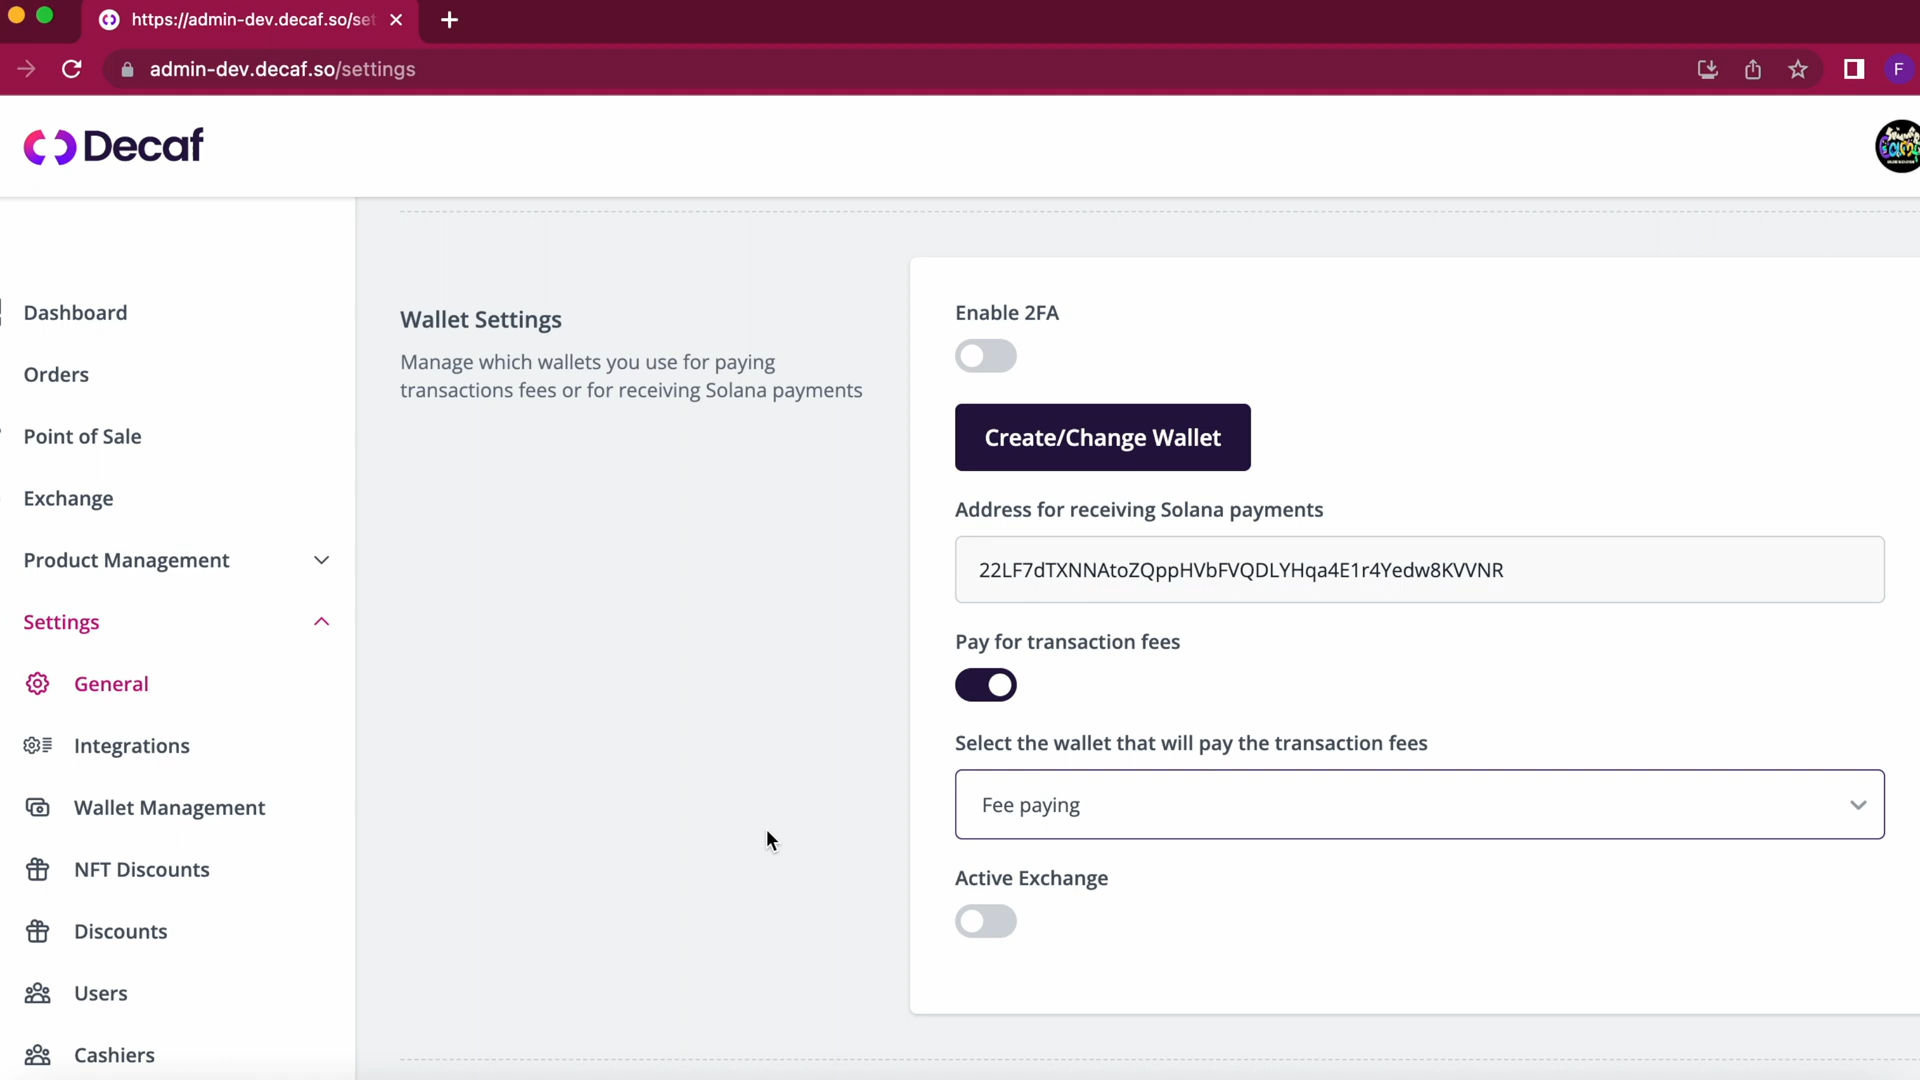 https://admin-dev.decaf.so/set
admin-dev.decaf.so/settings
F
Decaf
Dashboard
Orders
Point of Sale
Exchange
Product Management
Settings
General
Integrations
Wallet Management
NFT Discounts
Discounts
Users
Cashiers
Wallet Settings
Manage which wallets you use for paying
transactions fees or for receiving Solana payments
Enable 2FA
Create/Change Wallet
Address for receiving Solana payments
22LF7dTXNNAtoZQppHVbFVQDLYHqa4E1r4Yedw8KVVNR
Pay for transaction fees
Select the wallet that will pay the transaction fees
Fee paying
Active Exchange